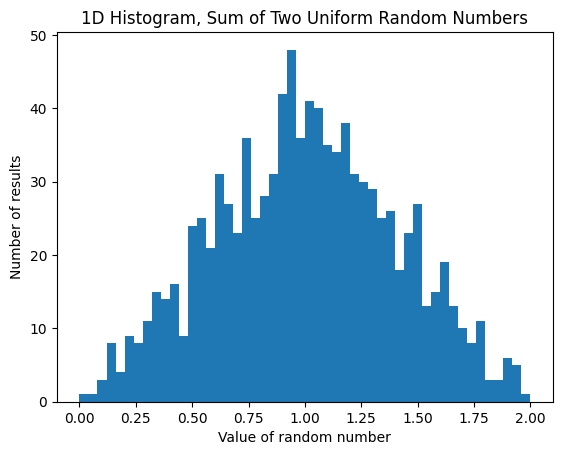 1D Histogram, Sum of Two Uniform Random Numbers
50
40
30
20
10
0
Number of results
0.00 0.25 0.50 0.75 1.00 1.25 1.50 1.75 2.00
Value of random number